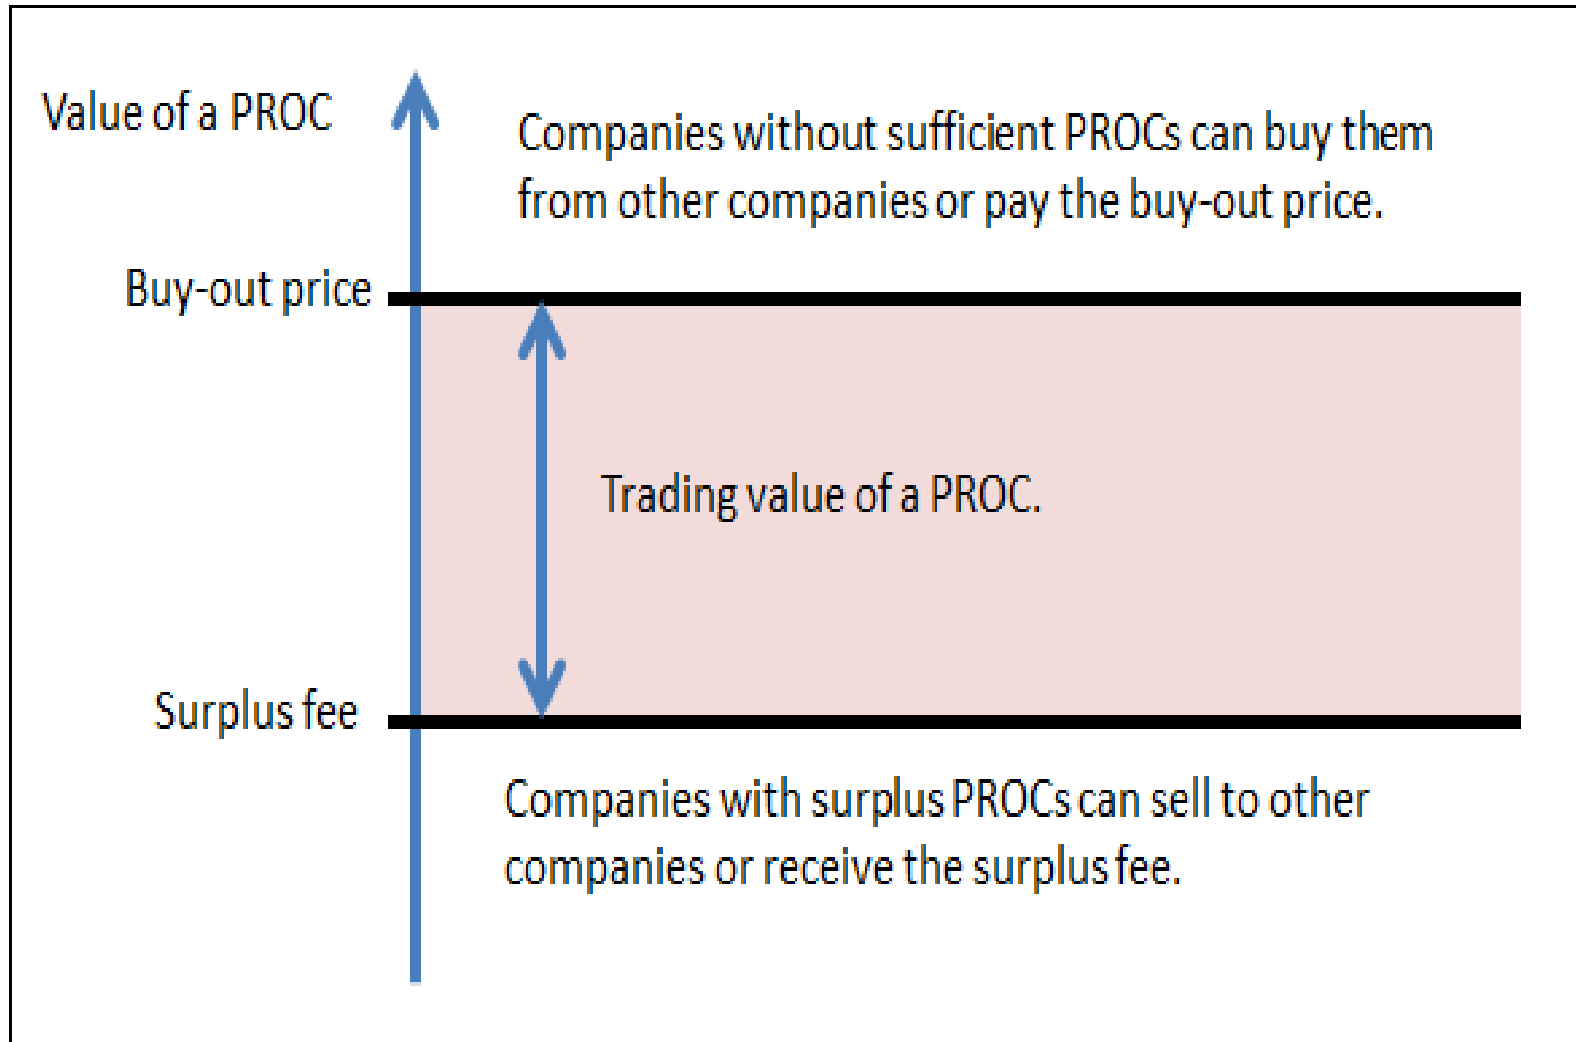 Value of a PROC
Companies without sufficient PROCs can buy them
from other companies or pay the buy-out price.
Buy-out price
Trading value of a PROC.
Surplus fee
Companies with surplus PROCs can sell to other
companies or receive the surplus fee.